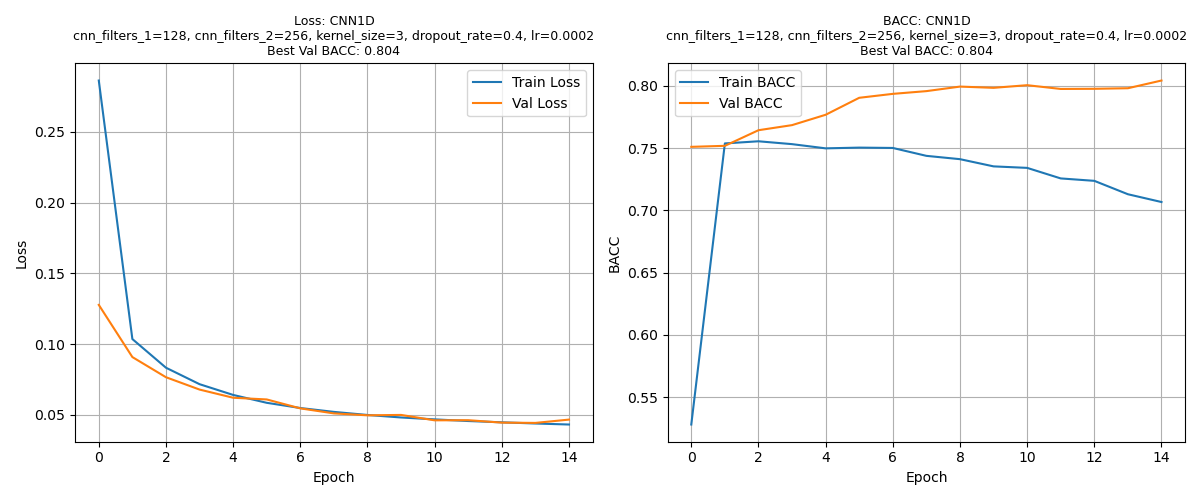 Loss: CNN1D
cnn_filters_1=128, cnn_filters_2=256, kernel_size=3, dropout_rate=0.4, lr=0.0002
Best Val BACC: 0.804
Train Loss
Val Loss
0.25
0.20
0.15
0.10
0.05
Loss
0 2 4 6 8 10 12 14
Epoch
BACC: CNN1D
cnn_filters_1=128, cnn_filters_2=256, kernel_size=3, dropout_rate=0.4, lr=0.0002
Best Val BACC: 0.804
Train BACC
Val BACC
0.80
0.75
0.70
0.65
0.60
0.55
BACC
0 2 4 6 8 10 12 14
Epoch